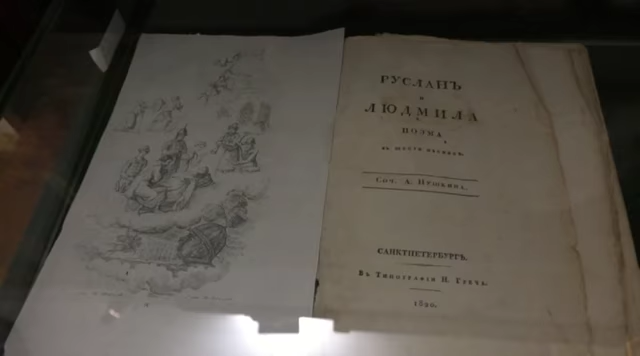 РУСЛАНЪ
И
ЛЮДМИЛА
ПОЭМА
въ шести пѣсняхъ.
Соч. А. Пушкина.
САНКТПЕТЕРБУРГЪ.
Въ Типографіи Н. Греча.
1820.